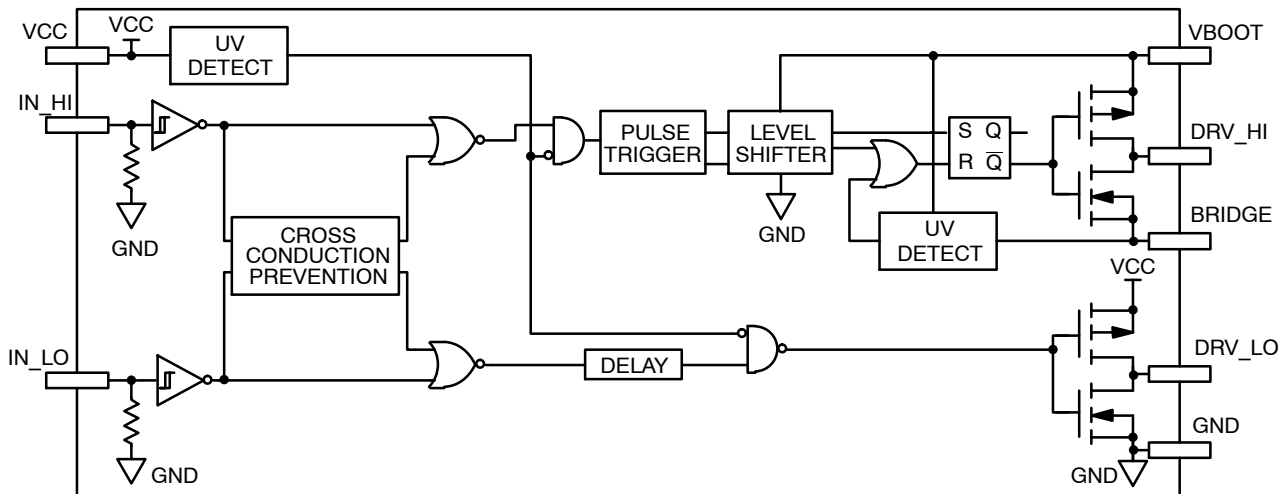 VCC
VCC
UV
DETECT
VBOOT
IN_HI
PULSE
TRIGGER
LEVEL
SHIFTER
S Q
R Q̅
DRV_HI
GND
GND
UV
DETECT
BRIDGE
CROSS
CONDUCTION
PREVENTION
VCC
IN_LO
DELAY
DRV_LO
GND
GND
GND